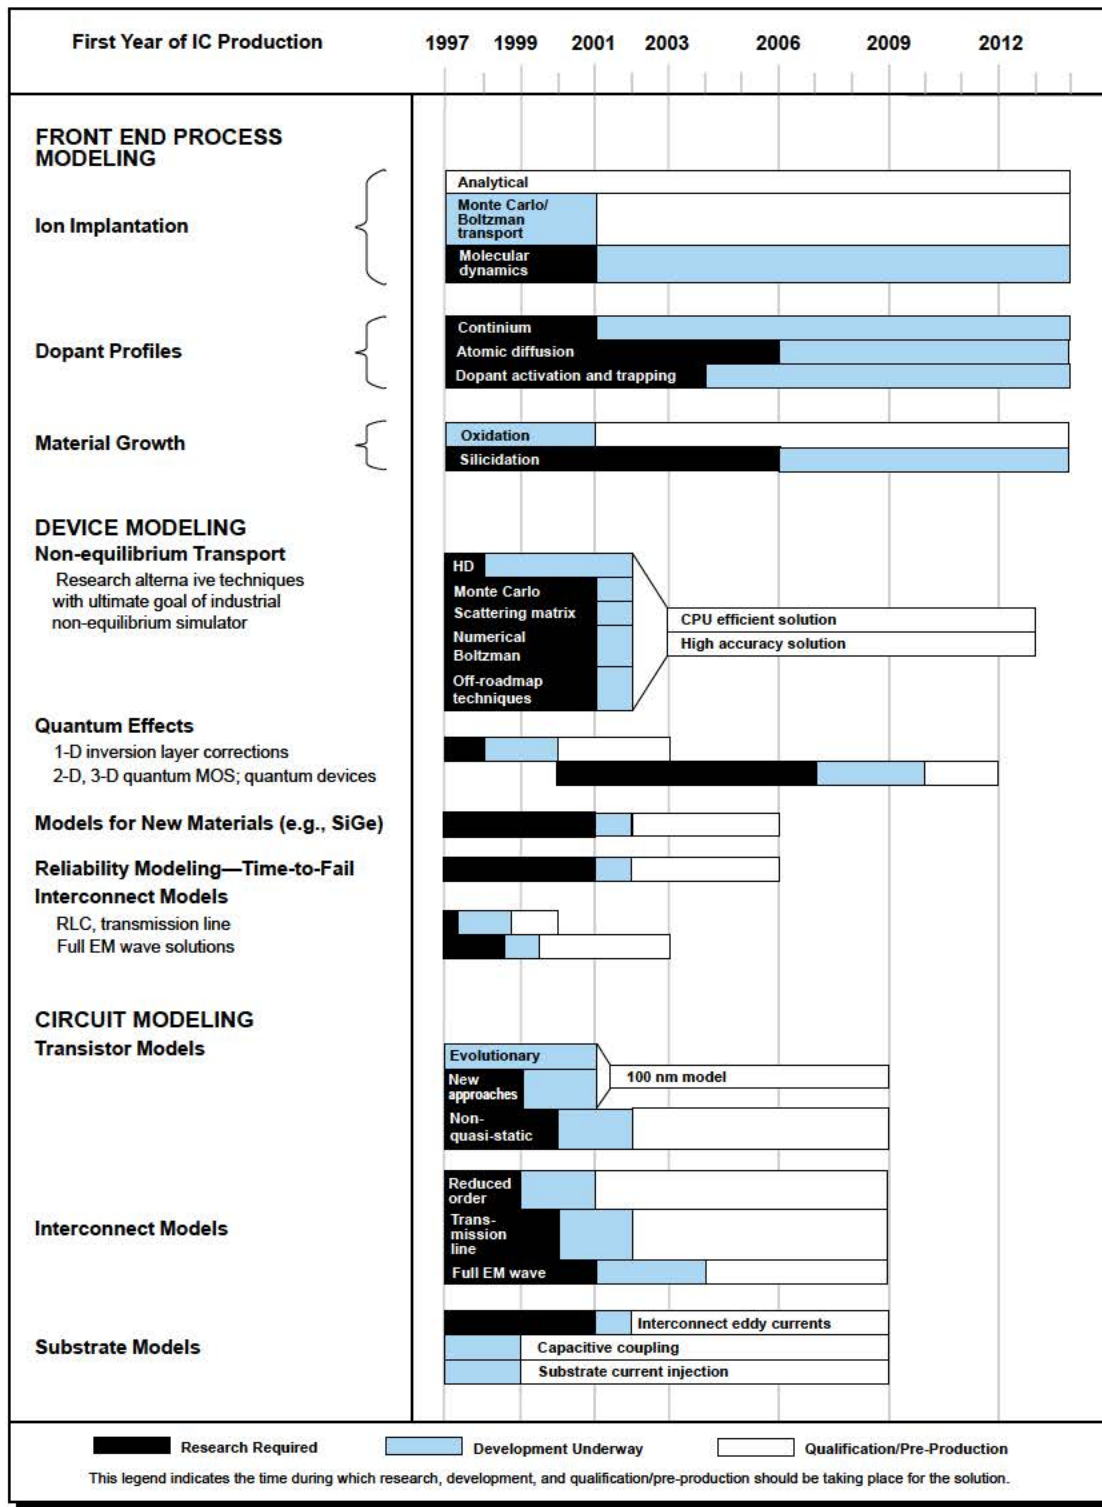 First Year of IC Production 1997 1999 2001 2003 2006 2009 2012
FRONT END PROCESS
MODELING
Ion Implantation
Analytical
Monte Carlo/
Boltzman
transport
Molecular
dynamics
Dopant Profiles
Continium
Atomic diffusion
Dopant activation and trapping
Material Growth
Oxidation
Silicidation
DEVICE MODELING
Non-equilibrium Transport
Research alterna ive techniques
with ultimate goal of industrial
non-equilibrium simulator
HD
Monte Carlo
Scattering matrix
Numerical
Boltzman
Off-roadmap
techniques
CPU efficient solution
High accuracy solution
Quantum Effects
1-D inversion layer corrections
2-D, 3-D quantum MOS; quantum devices
Models for New Materials (e.g., SiGe)
Reliability Modeling—Time-to-Fail
Interconnect Models
RLC, transmission line
Full EM wave solutions
CIRCUIT MODELING
Transistor Models
Evolutionary
New
approaches
Non-
quasi-static
100 nm model
Interconnect Models
Reduced
order
Trans-
mission
line
Full EM wave
Substrate Models
Interconnect eddy currents
Capacitive coupling
Substrate current injection
Research Required Development Underway Qualification/Pre-Production
This legend indicates the time during which research, development, and qualification/pre-production should be taking place for the solution.